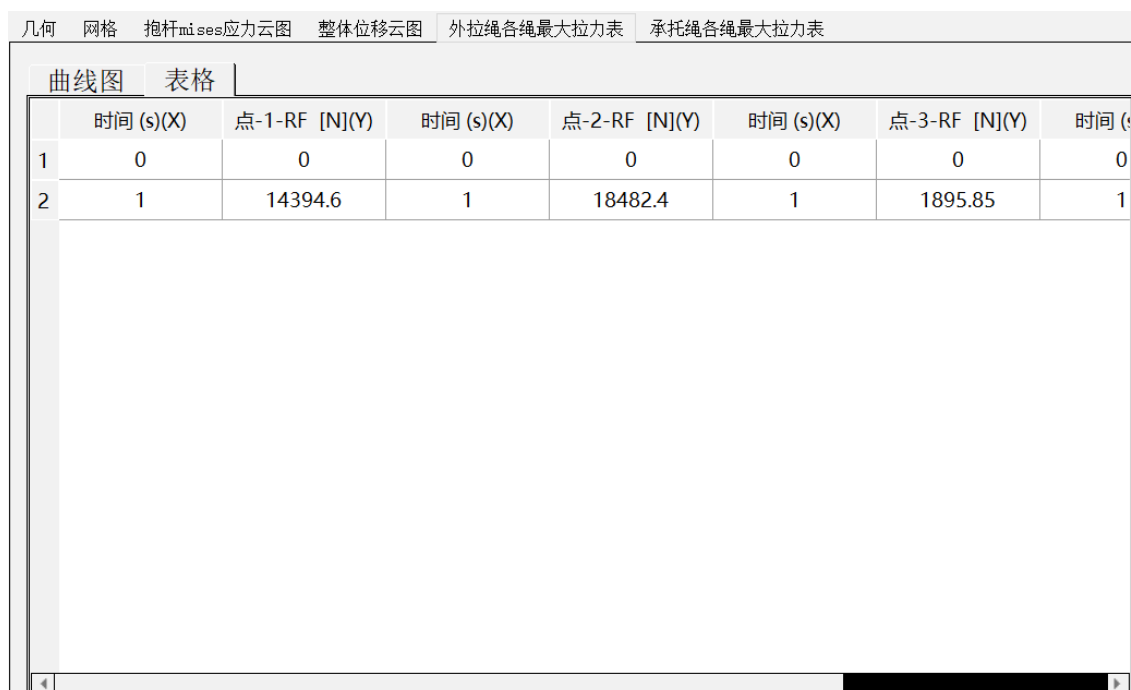 几何 网格 抱杆mises应力云图 整体位移云图 外拉绳各绳最大拉力表 承托绳各绳最大拉力表
曲线图 表格
时间 (s)(X) 点-1-RF [N](Y) 时间 (s)(X) 点-2-RF [N](Y) 时间 (s)(X) 点-3-RF [N](Y) 时间 (
1 0 0 0 0 0 0 0
2 1 14394.6 1 18482.4 1 1895.85 1